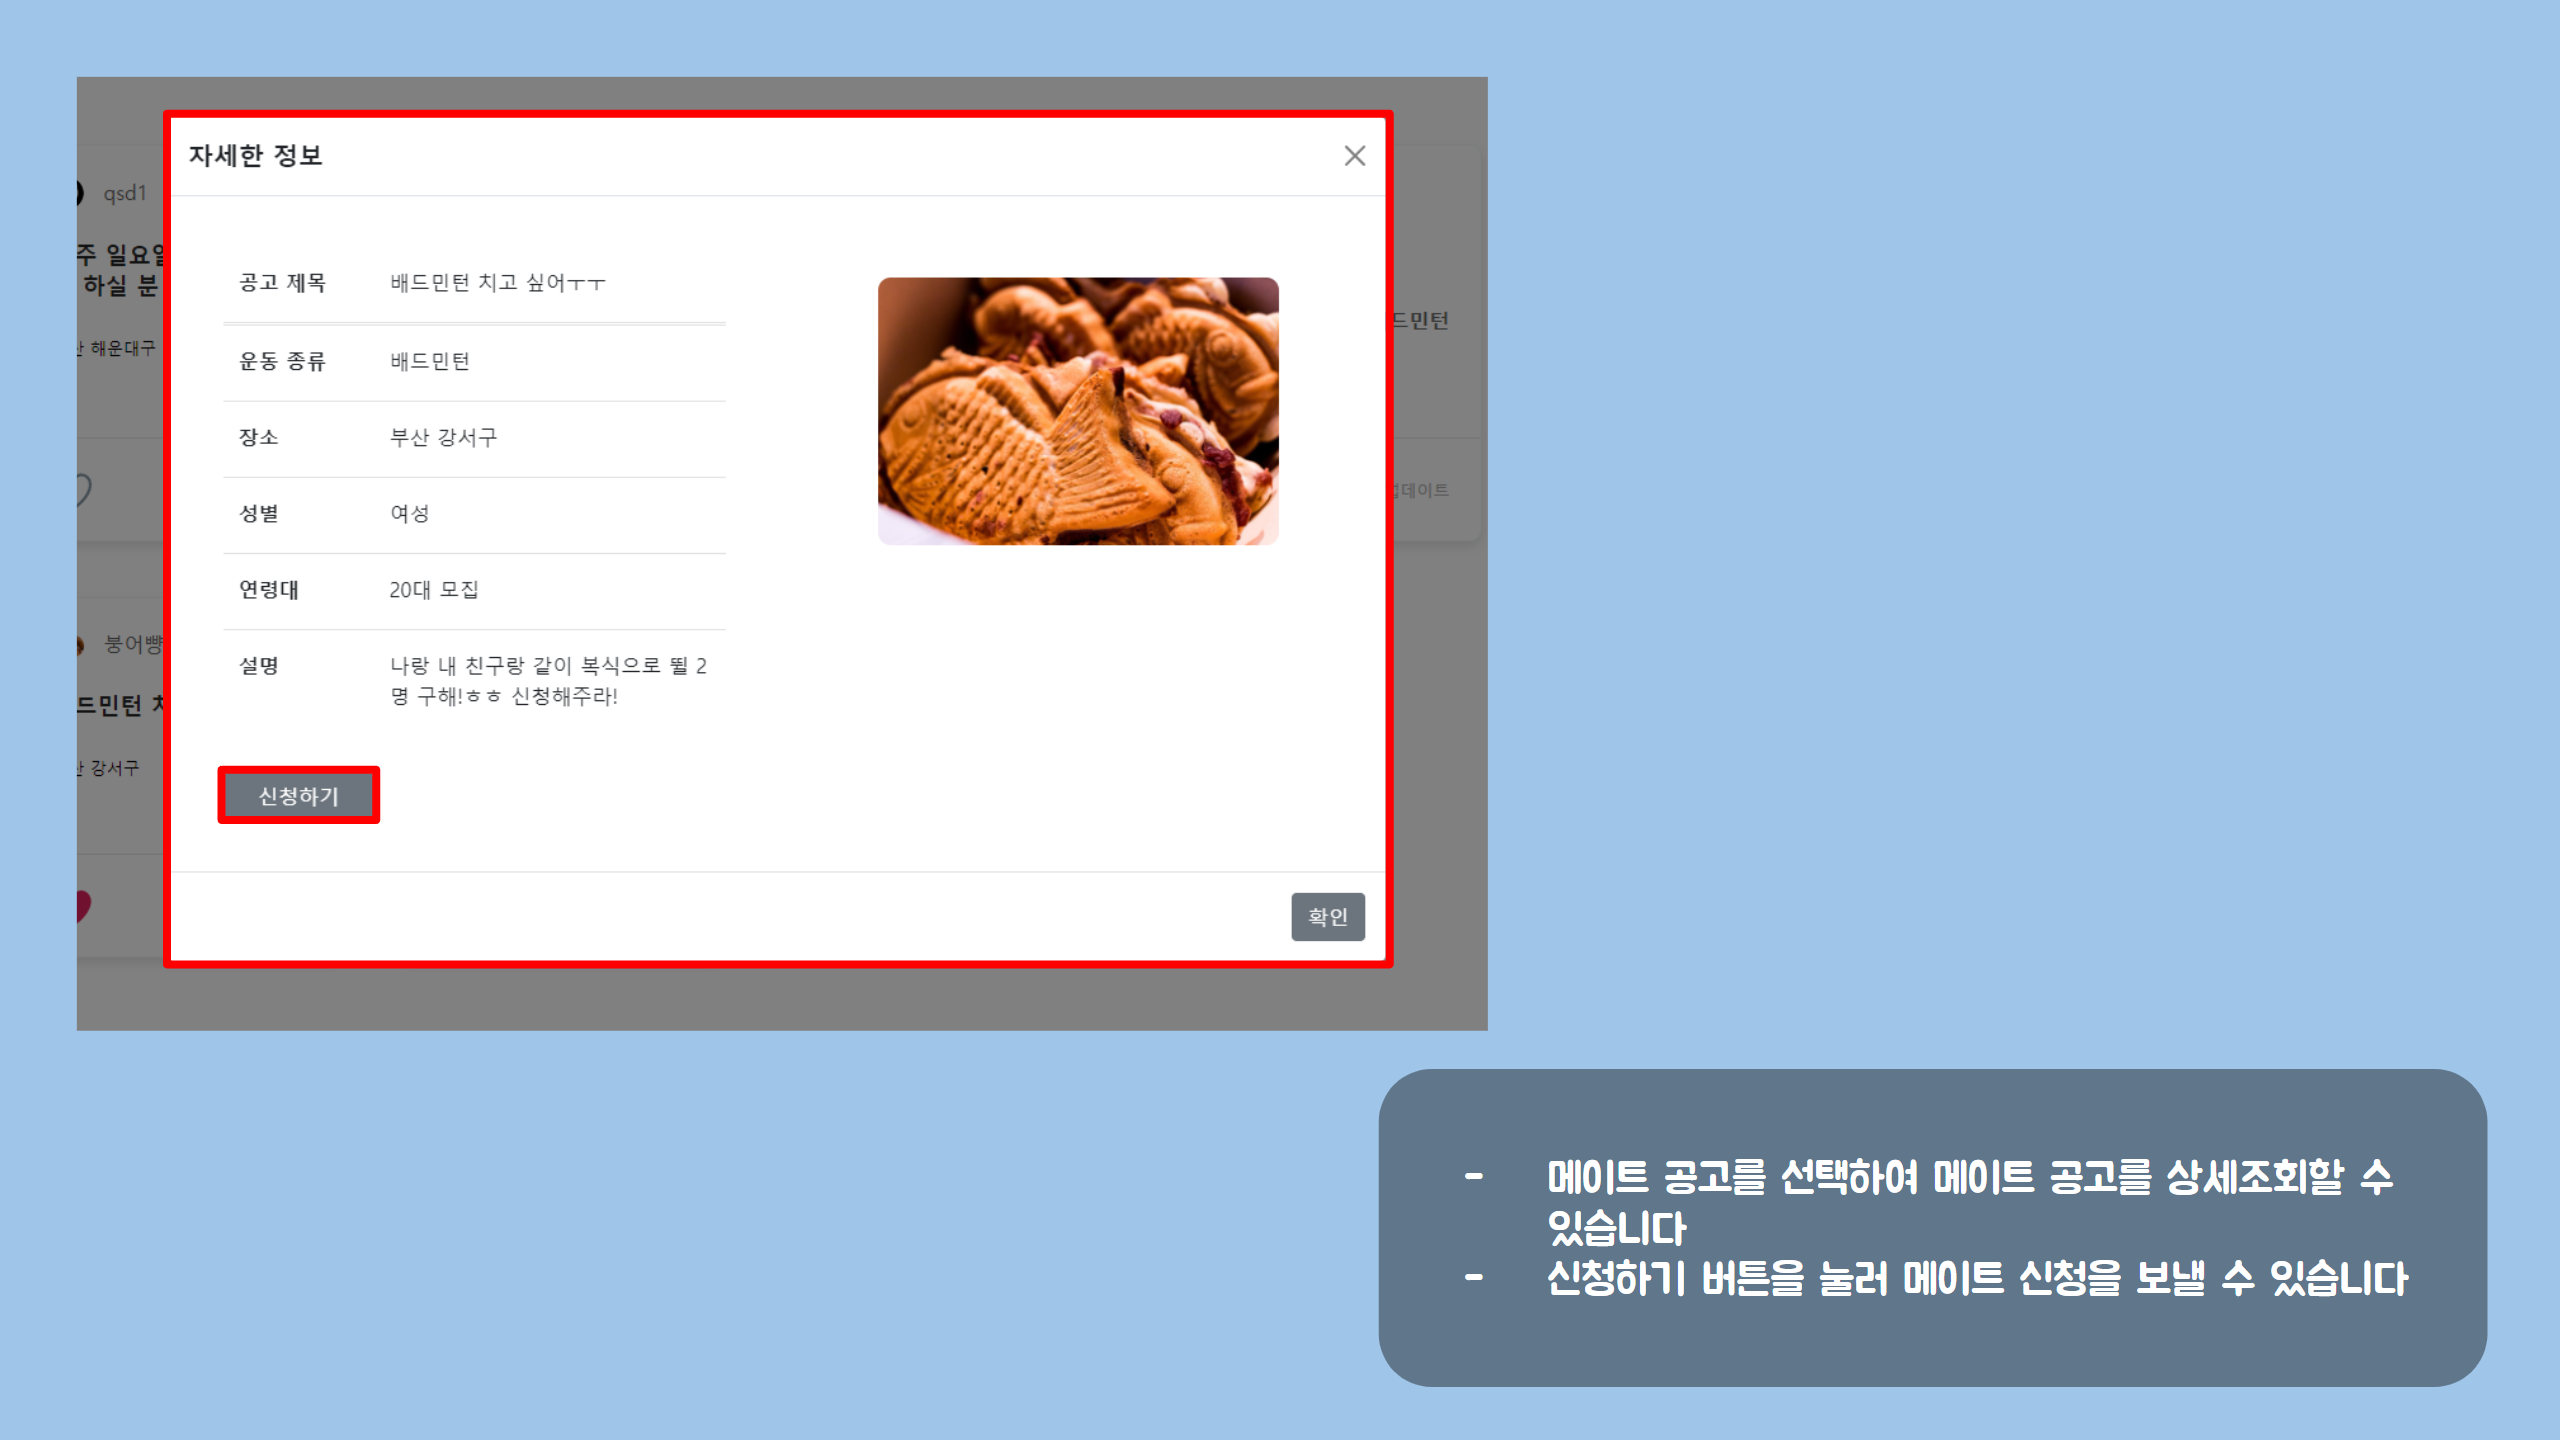 자세한 정보
qsd1
주 일요일
하실 분
해운대구
공고 제목 배드민턴 치고 싶어ㅜㅜ
운동 종류 배드민턴
장소 부산 강서구
성별 여성
연령대 20대 모집
설명 나랑 내 친구랑 같이 복식으로 뛸 2
명 구해!ㅎㅎ 신청해주라!
신청하기
확인
드민턴
데이트
붕어빵
드민턴
강서구
- 메이트 공고를 선택하여 메이트 공고를 상세조회할 수
있습니다
- 신청하기 버튼을 눌러 메이트 신청을 보낼 수 있습니다